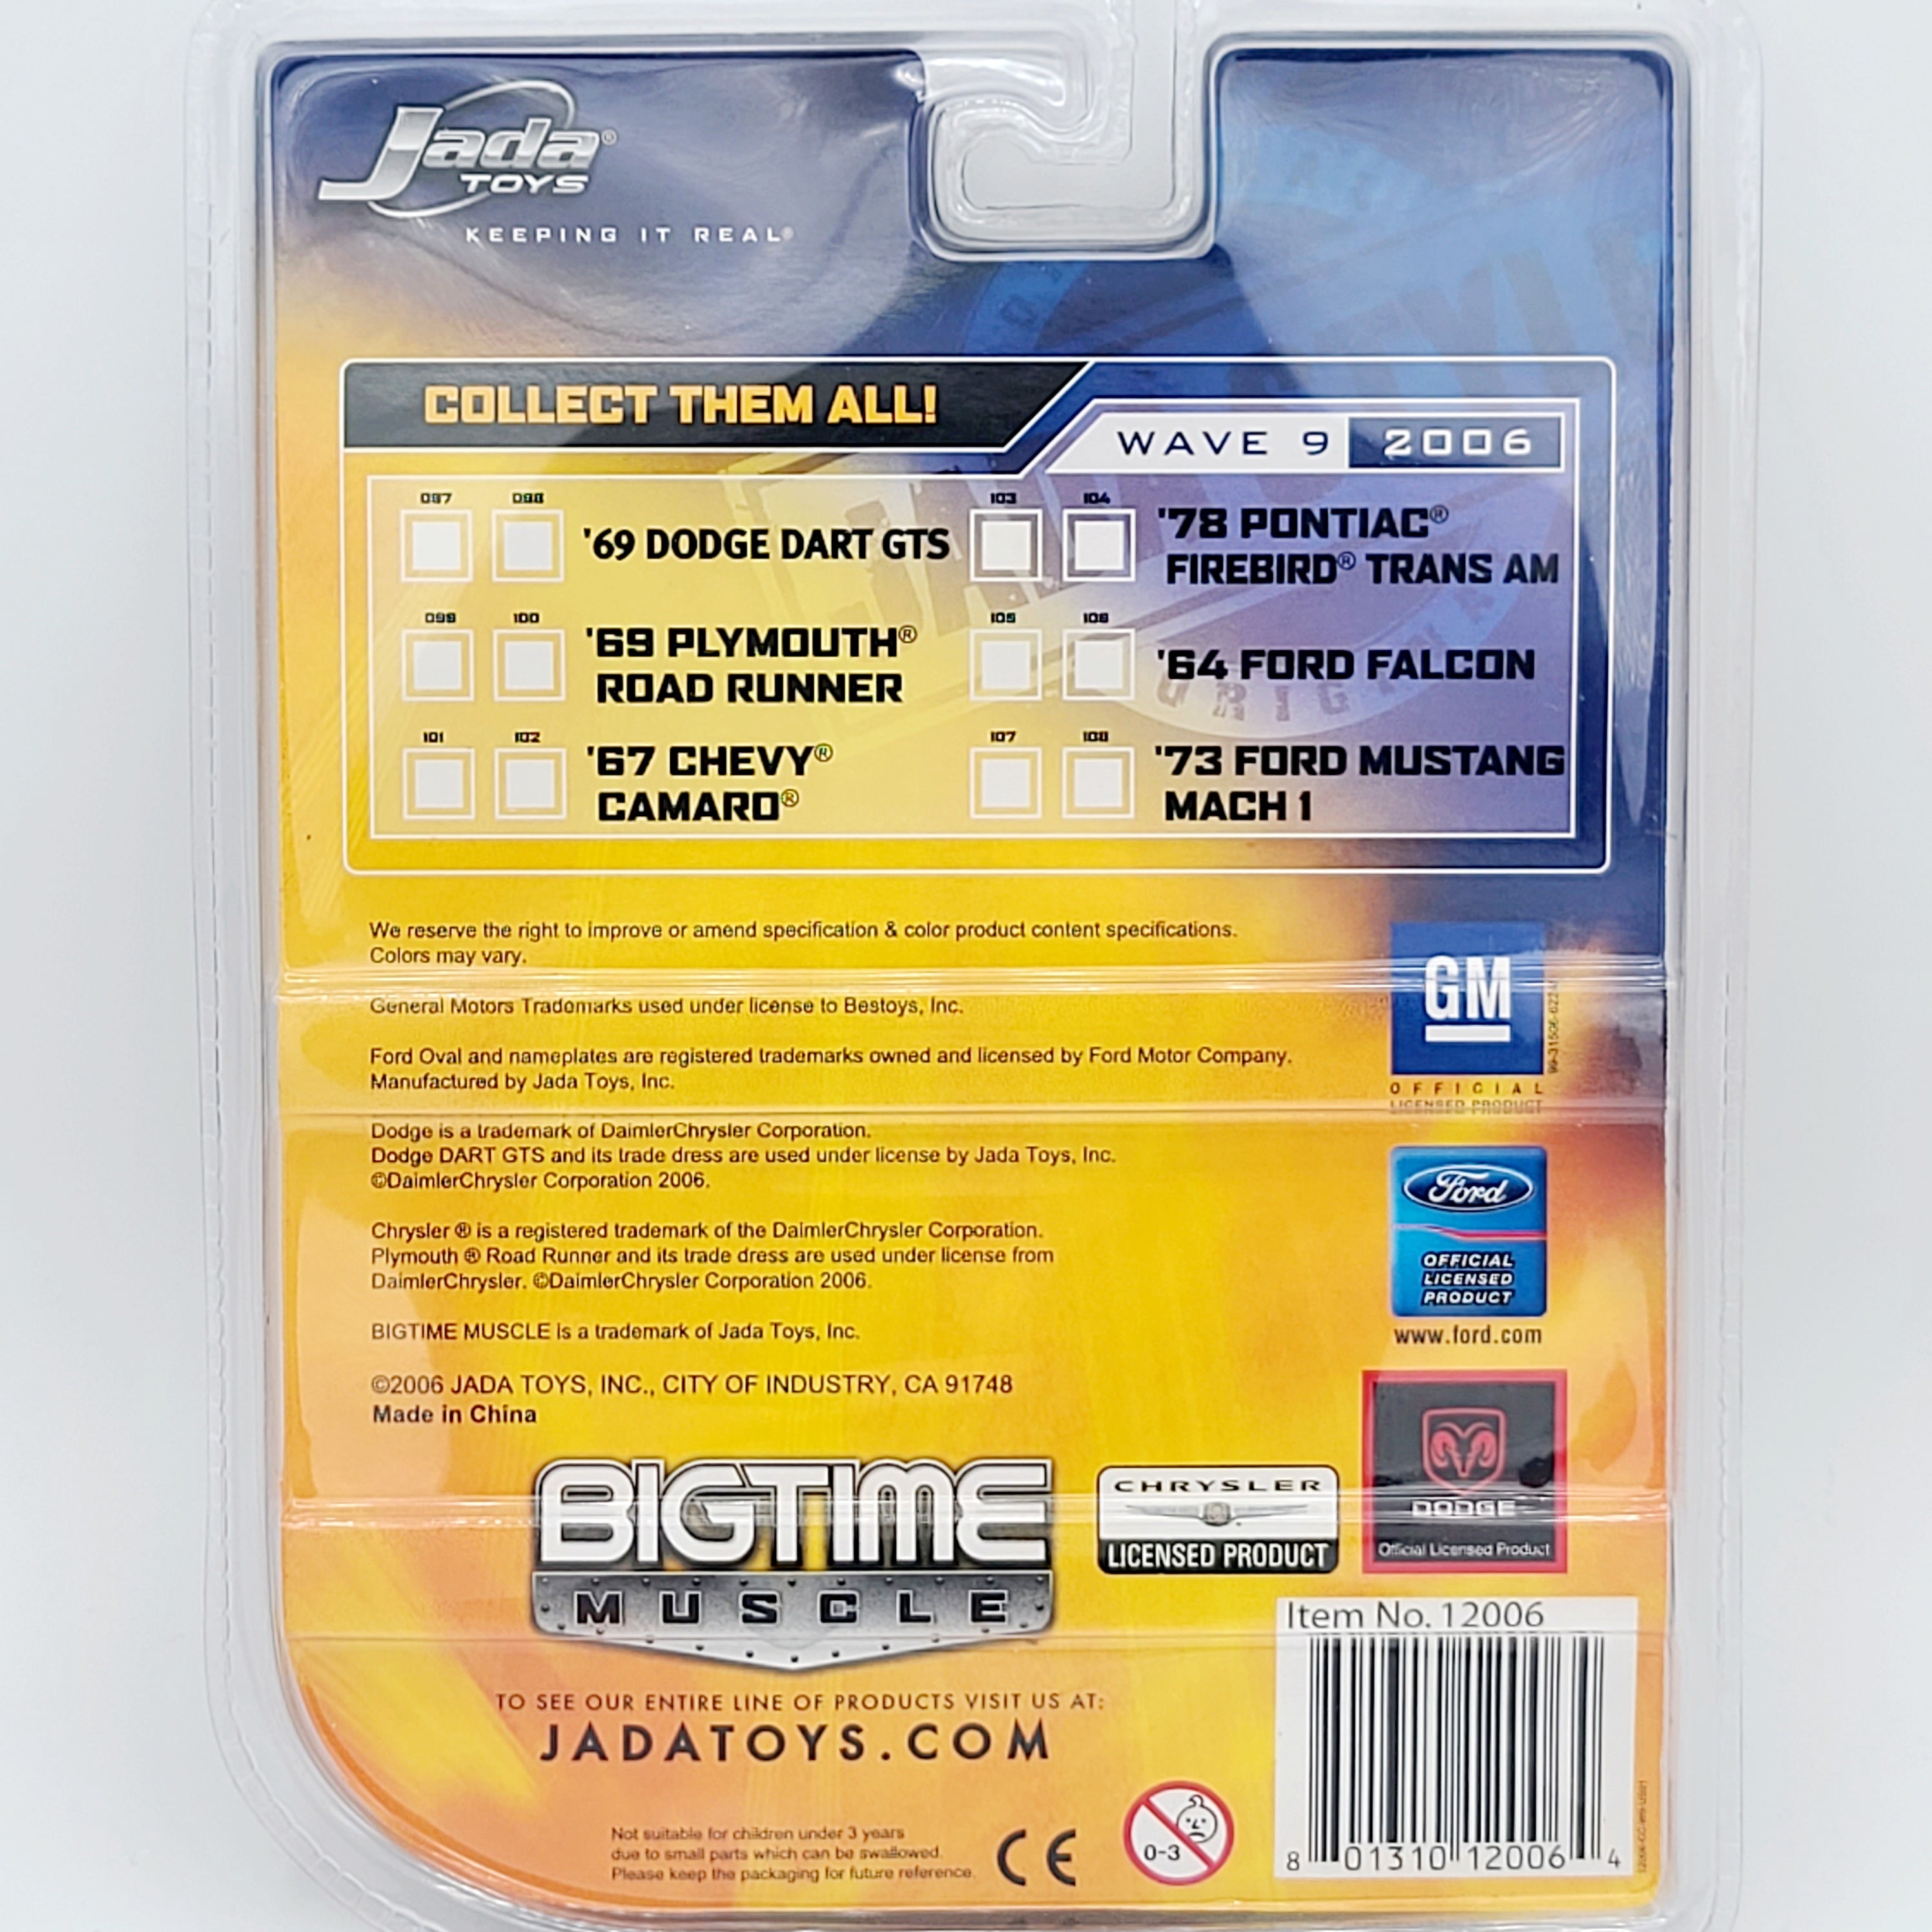 Jada®
TOYS
KEEPING IT REAL®
COLLECT THEM ALL!
WAVE 9 2006
097 098
'69 DODGE DART GTS
099 100
'69 PLYMOUTH®
ROAD RUNNER
101 102
'67 CHEVY®
CAMARO®
103 104
'78 PONTIAC®
FIREBIRD® TRANS AM
105 106
'64 FORD FALCON
107 108
'73 FORD MUSTANG
MACH 1
We reserve the right to improve or amend specification & color product content specifications.
Colors may vary.
General Motors Trademarks used under license to Bestoys, Inc.
Ford Oval and nameplates are registered trademarks owned and licensed by Ford Motor Company.
Manufactured by Jada Toys, Inc.
Dodge is a trademark of DaimlerChrysler Corporation.
Dodge DART GTS and its trade dress are used under license by Jada Toys, Inc.
©DaimlerChrysler Corporation 2006.
Chrysler ® is a registered trademark of the DaimlerChrysler Corporation.
Plymouth ® Road Runner and its trade dress are used under license from
DaimlerChrysler. ©DaimlerChrysler Corporation 2006.
BIGTIME MUSCLE is a trademark of Jada Toys, Inc.
©2006 JADA TOYS, INC., CITY OF INDUSTRY, CA 91748
Made in China
GM
OFFICIAL
LICENSED PRODUCT
Ford
OFFICIAL
LICENSED
PRODUCT
www.ford.com
DODGE
Official Licensed Product
CHRYSLER
LICENSED PRODUCT
BIGTIME
MUSCLE
TO SEE OUR ENTIRE LINE OF PRODUCTS VISIT US AT:
JADATOYS.COM
Not suitable for children under 3 years
due to small parts which can be swallowed.
Please keep the packaging for future reference.
CE
0-3
Item No. 12006
8 01310 12006 4